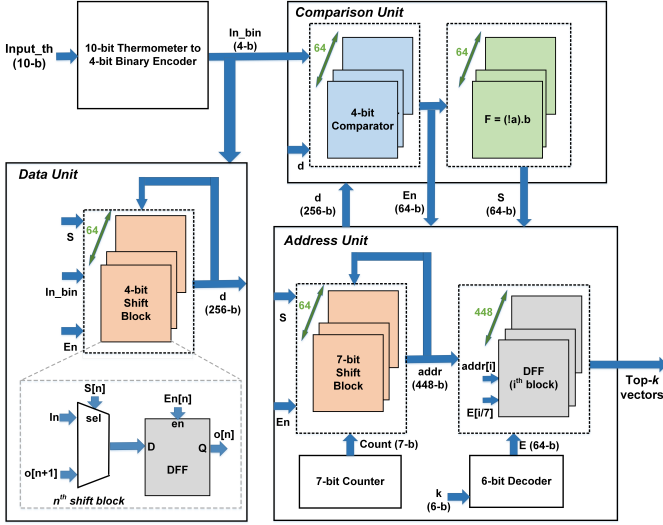 Input_th
(10-b)
10-bit Thermometer to
4-bit Binary Encoder
In_bin
(4-b)
Comparison Unit
64
4-bit
Comparator
d
64
F = (!a).b
d
(256-b)
En
(64-b)
S
(64-b)
Data Unit
S
In_bin
En
64
4-bit
Shift
Block
d
(256-b)
S[n]
In
o[n+1]
sel
En[n]
en
D
Q
DFF
o[n]
nth shift block
Address Unit
S
En
64
7-bit
Shift
Block
addr
(448-b)
448
addr[i]
E[i/7]
DFF
(ith block)
Top-k
vectors
Count (7-b)
7-bit Counter
E (64-b)
k
(6-b)
6-bit Decoder